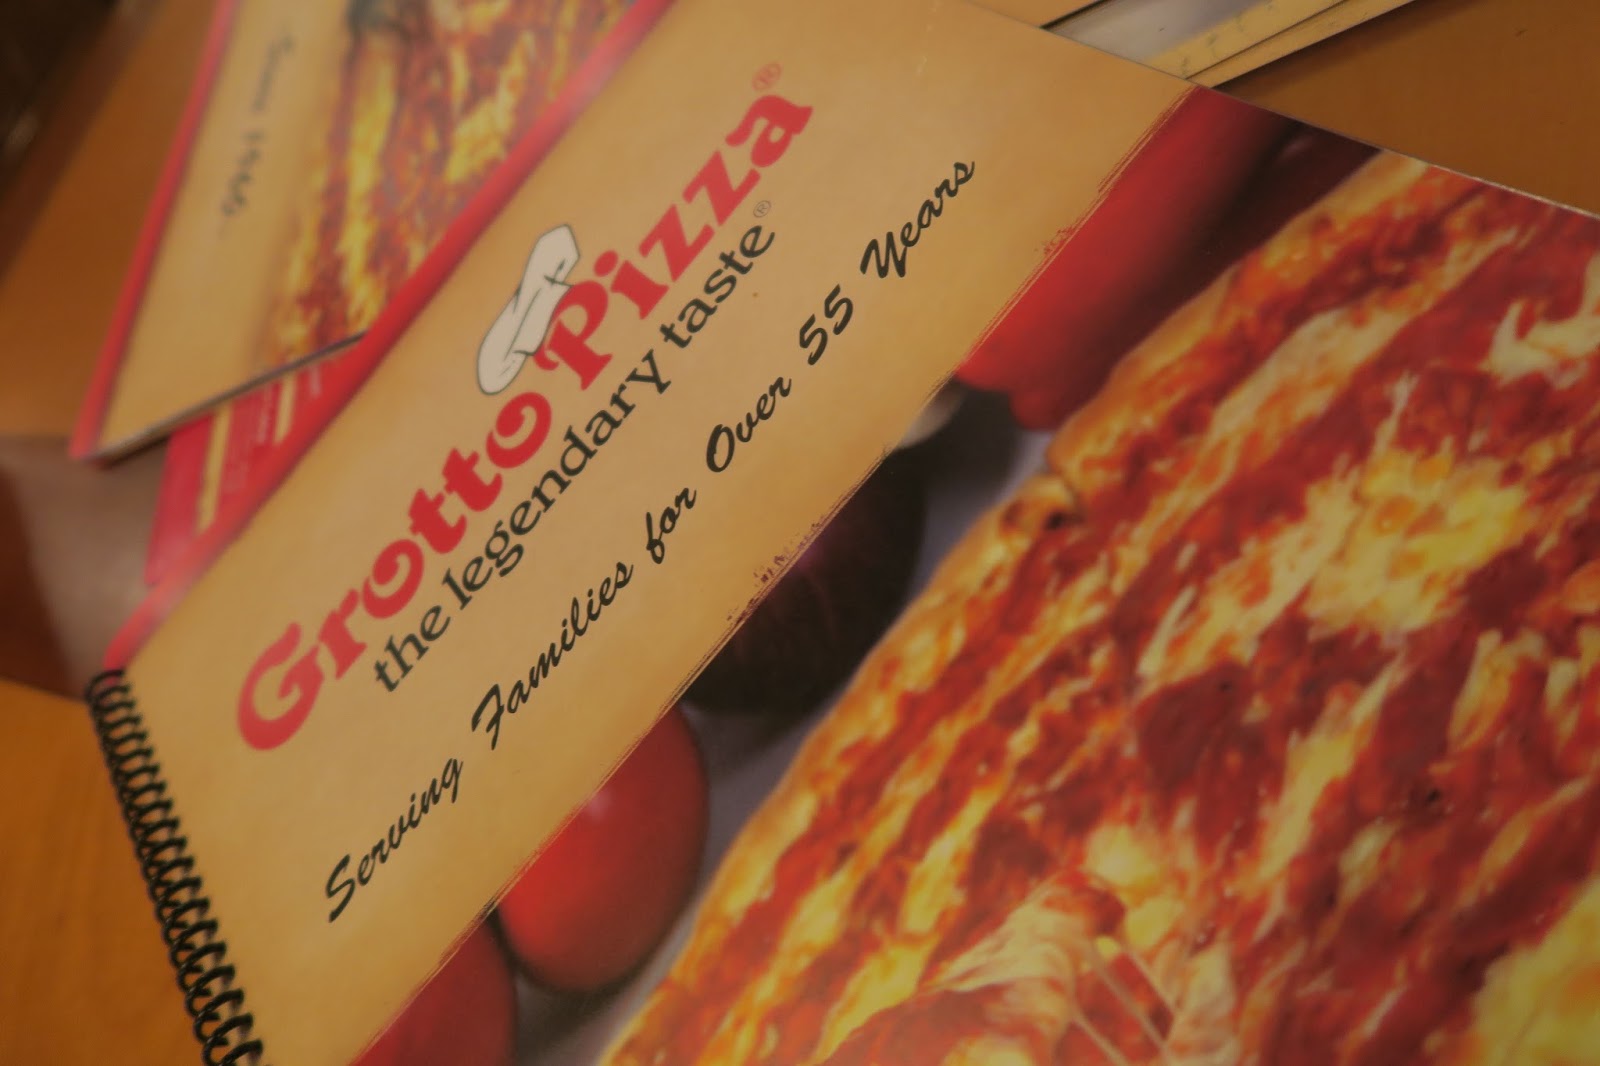 Grotto Pizza®
the legendary taste®
Serving Families for Over 55 Years